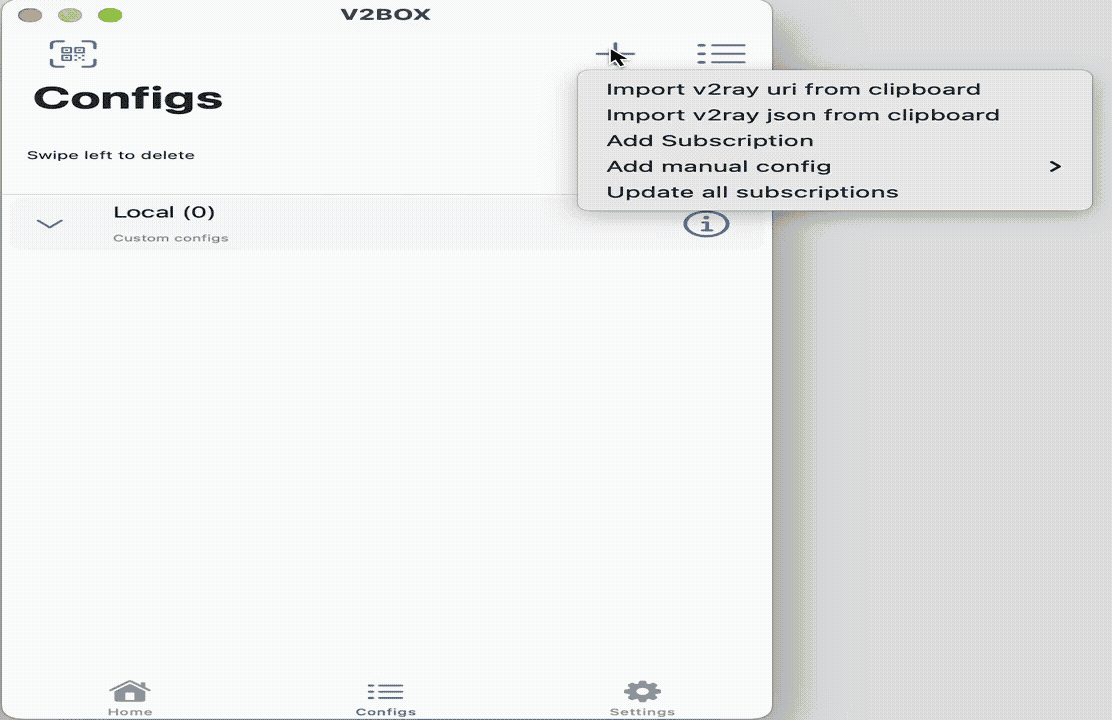 V2BOX
Configs
Swipe left to delete
Import v2ray uri from clipboard
Import v2ray json from clipboard
Add Subscription
Add manual config
Update all subscriptions
Local (0)
Custom configs
Home
Configs
Settings